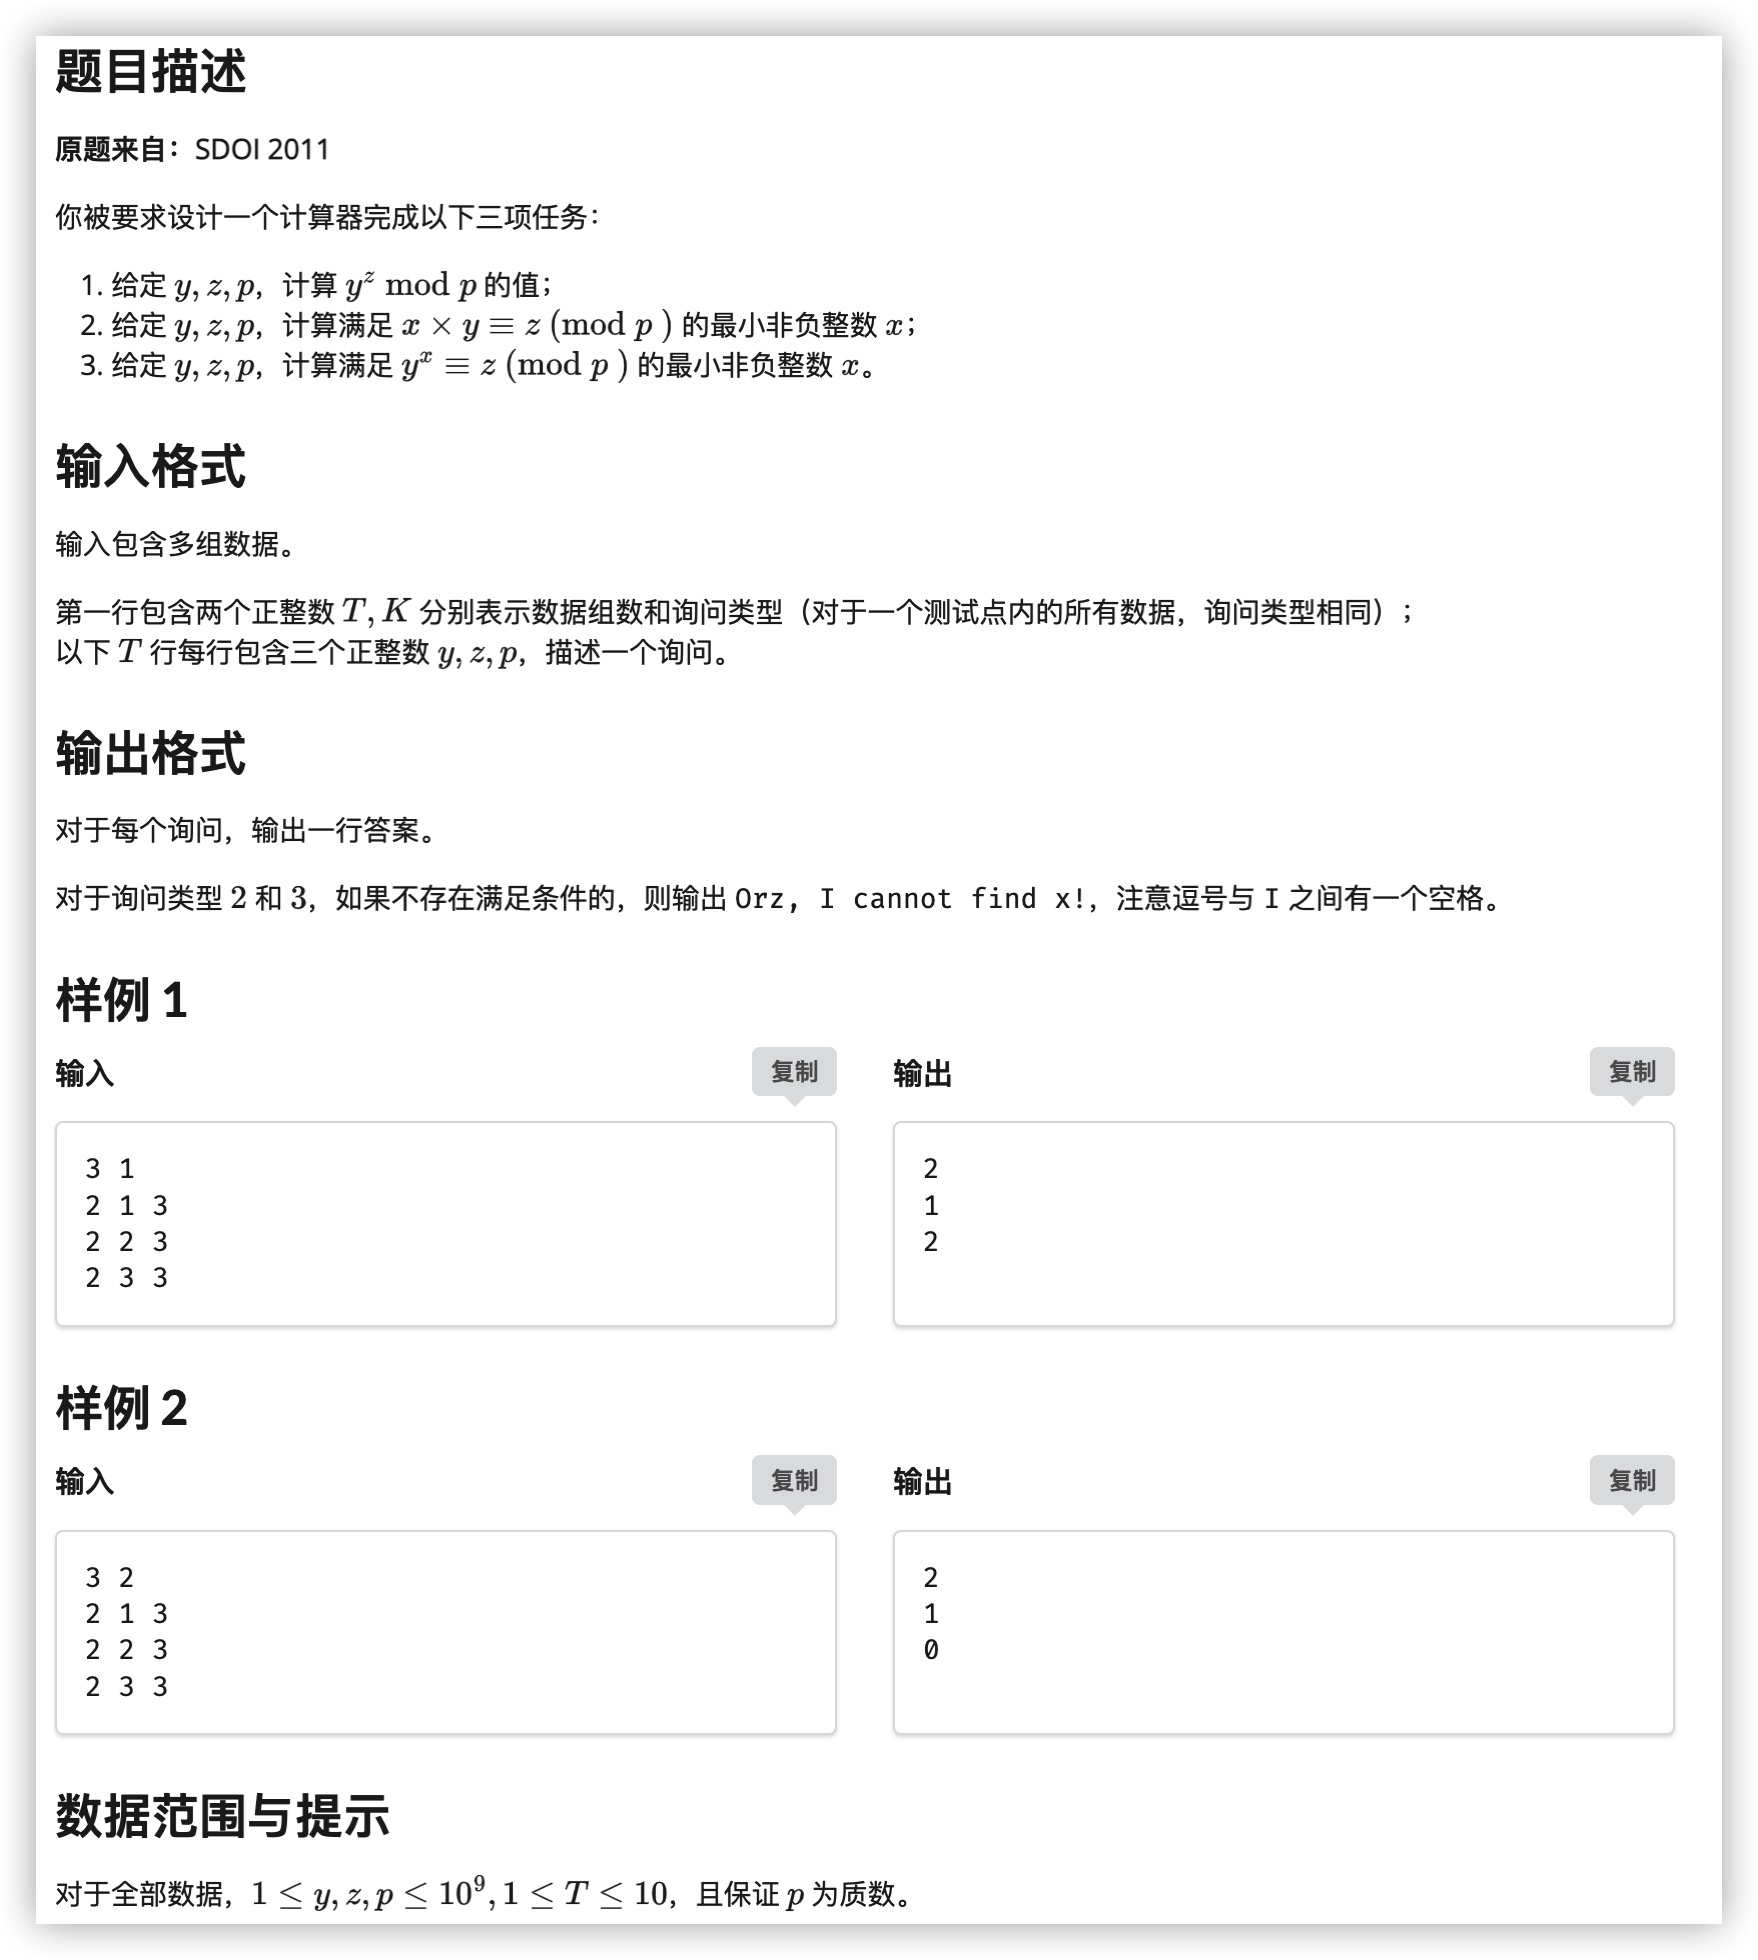 题目描述
原题来自：SDOI 2011
你被要求设计一个计算器完成以下三项任务：
1. 给定 y, z, p，计算 y^z mod p 的值；
2. 给定 y, z, p，计算满足 x × y ≡ z (mod p ) 的最小非负整数 x；
3. 给定 y, z, p，计算满足 y^x ≡ z (mod p ) 的最小非负整数 x。
输入格式
输入包含多组数据。
第一行包含两个正整数 T, K 分别表示数据组数和询问类型（对于一个测试点内的所有数据，询问类型相同）；
以下 T 行每行包含三个正整数 y, z, p，描述一个询问。
输出格式
对于每个询问，输出一行答案。
对于询问类型 2 和 3，如果不存在满足条件的，则输出 Orz, I cannot find x!，注意逗号与 I 之间有一个空格。
样例 1
输入 复制 输出 复制
3 1
2 1 3
2 2 3
2 3 3
2
1
2
样例 2
输入 复制 输出 复制
3 2
2 1 3
2 2 3
2 3 3
2
1
0
数据范围与提示
对于全部数据，1 ≤ y, z, p ≤ 10^9, 1 ≤ T ≤ 10，且保证 p 为质数。